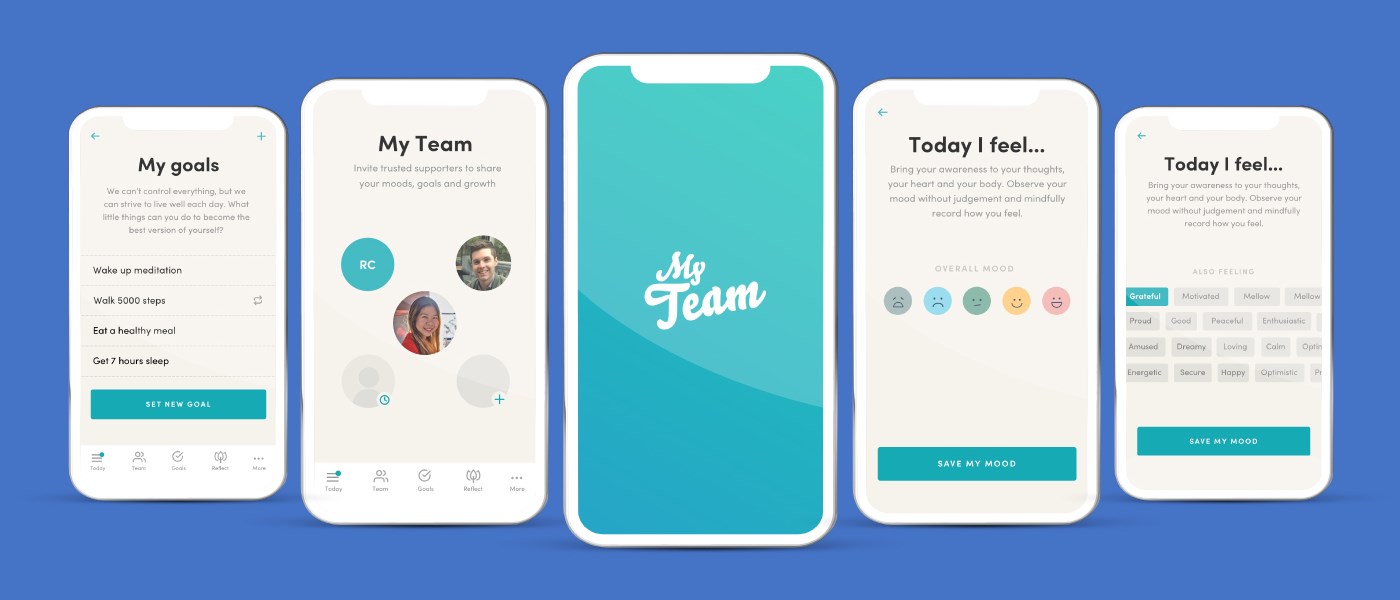 My goals
We can't control everything, but we
can strive to live well each day. What
little things can you do to become the
best version of yourself?
Wake up meditation
Walk 5000 steps
Eat a healthy meal
Get 7 hours sleep
SET NEW GOAL
Today Team Goals Reflect More
My Team
Invite trusted supporters to share
your moods, goals and growth
RC
Today Team Goals Reflect More
My
Team
Today I feel...
Bring your awareness to your thoughts,
your heart and your body. Observe your
mood without judgement and mindfully
record how you feel.
OVERALL MOOD
SAVE MY MOOD
Today I feel...
Bring your awareness to your thoughts,
your heart and your body. Observe your
mood without judgement and mindfully
record how you feel.
ALSO FEELING
Grateful Motivated Mellow Mellow
Proud Good Peaceful Enthusiastic
Amused Dreamy Loving Calm Optim
Energetic Secure Happy Optimistic Pr
SAVE MY MOOD